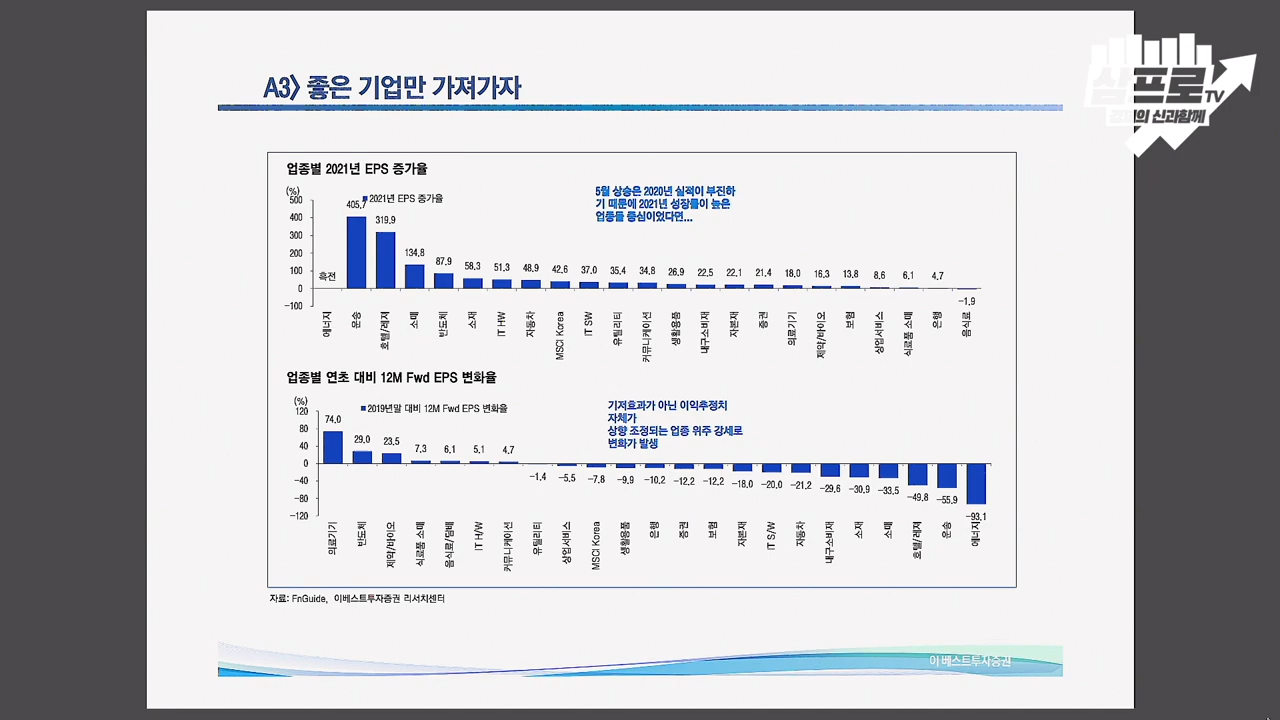 삼프로TV
경제의 신과함께
A3> 좋은 기업만 가져가자
업종별 2021년 EPS 증가율
(%)
2021년 EPS 증가율
5월 상승은 2020년 실적이 부진하
기 때문에 2021년 성장률이 높은
업종들 중심이었다면...
500
400
300
200
100
0
-100
흑전
405.7
319.9
134.8
87.9
58.3
51.3
48.9
42.6
37.0
35.4
34.8
26.9
22.5
22.1
21.4
18.0
16.3
13.8
8.6
6.1
4.7
-1.9
에너지
운송
호텔/레저
소매
반도체
소재
IT HW
자동차
MSCI Korea
IT SW
유틸리티
커뮤니케이션
생활용품
내구소비재
자본재
증권
의료기기
제약/바이오
보험
상업서비스
식료품 소매
은행
음식료
업종별 연초 대비 12M Fwd EPS 변화율
(%)
2019년말 대비 12M Fwd EPS 변화율
기저효과가 아닌 이익추정치
자체가
상향 조정되는 업종 위주 강세로
변화가 발생
120
80
40
0
-40
-80
-120
74.0
29.0
23.5
7.3
6.1
5.1
4.7
-1.4
-5.5
-7.8
-9.9
-10.2
-12.2
-12.2
-18.0
-20.0
-21.2
-29.6
-30.9
-33.5
-49.8
-55.9
-93.1
의료기기
반도체
제약/바이오
식료품 소매
음식료/담배
IT H/W
커뮤니케이션
유틸리티
상업서비스
MSCI Korea
생활용품
은행
증권
보험
자본재
IT S/W
자동차
내구소비재
소재
소매
호텔/레저
운송
에너지
자료: FnGuide, 이베스트투자증권 리서치센터
이베스트투자증권